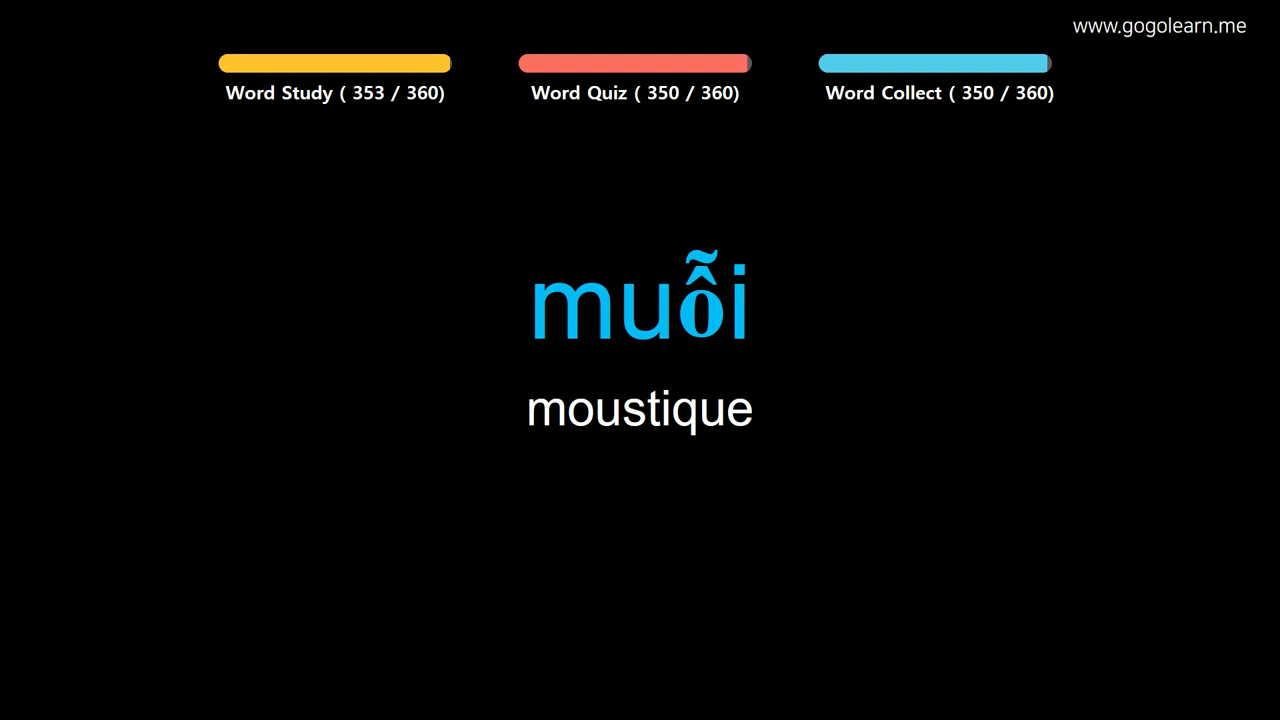 www.gogolearn.me
Word Study ( 353 / 360)
Word Quiz ( 350 / 360)
Word Collect ( 350 / 360)
muỗi
moustique